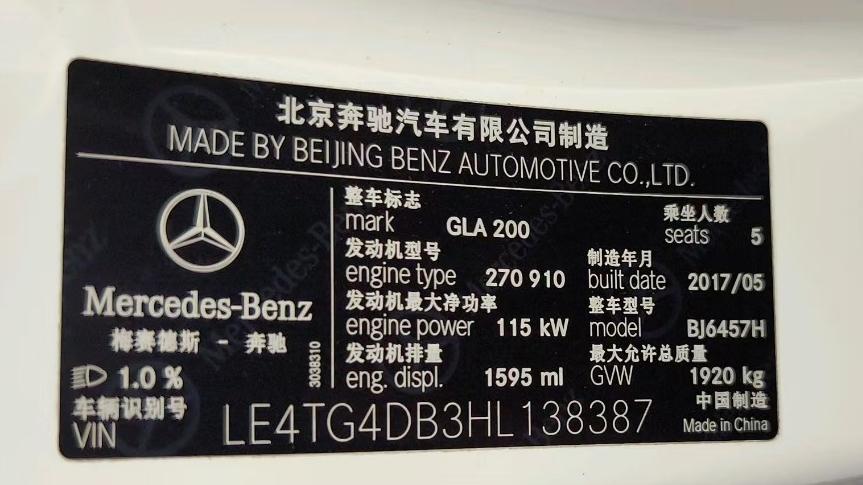 北京奔驰汽车有限公司制造
MADE BY BEIJING BENZ AUTOMOTIVE CO.,LTD.
Mercedes-Benz
梅赛德斯 - 奔驰
1.0 %
3038310
整车标志
mark GLA 200
乘坐人数
seats 5
发动机型号
engine type 270 910
制造年月
built date 2017/05
发动机最大净功率
engine power 115 kW
整车型号
model BJ6457H
发动机排量
eng. displ. 1595 ml
最大允许总质量
GVW 1920 kg
车辆识别号
VIN LE4TG4DB3HL138387
中国制造
Made in China